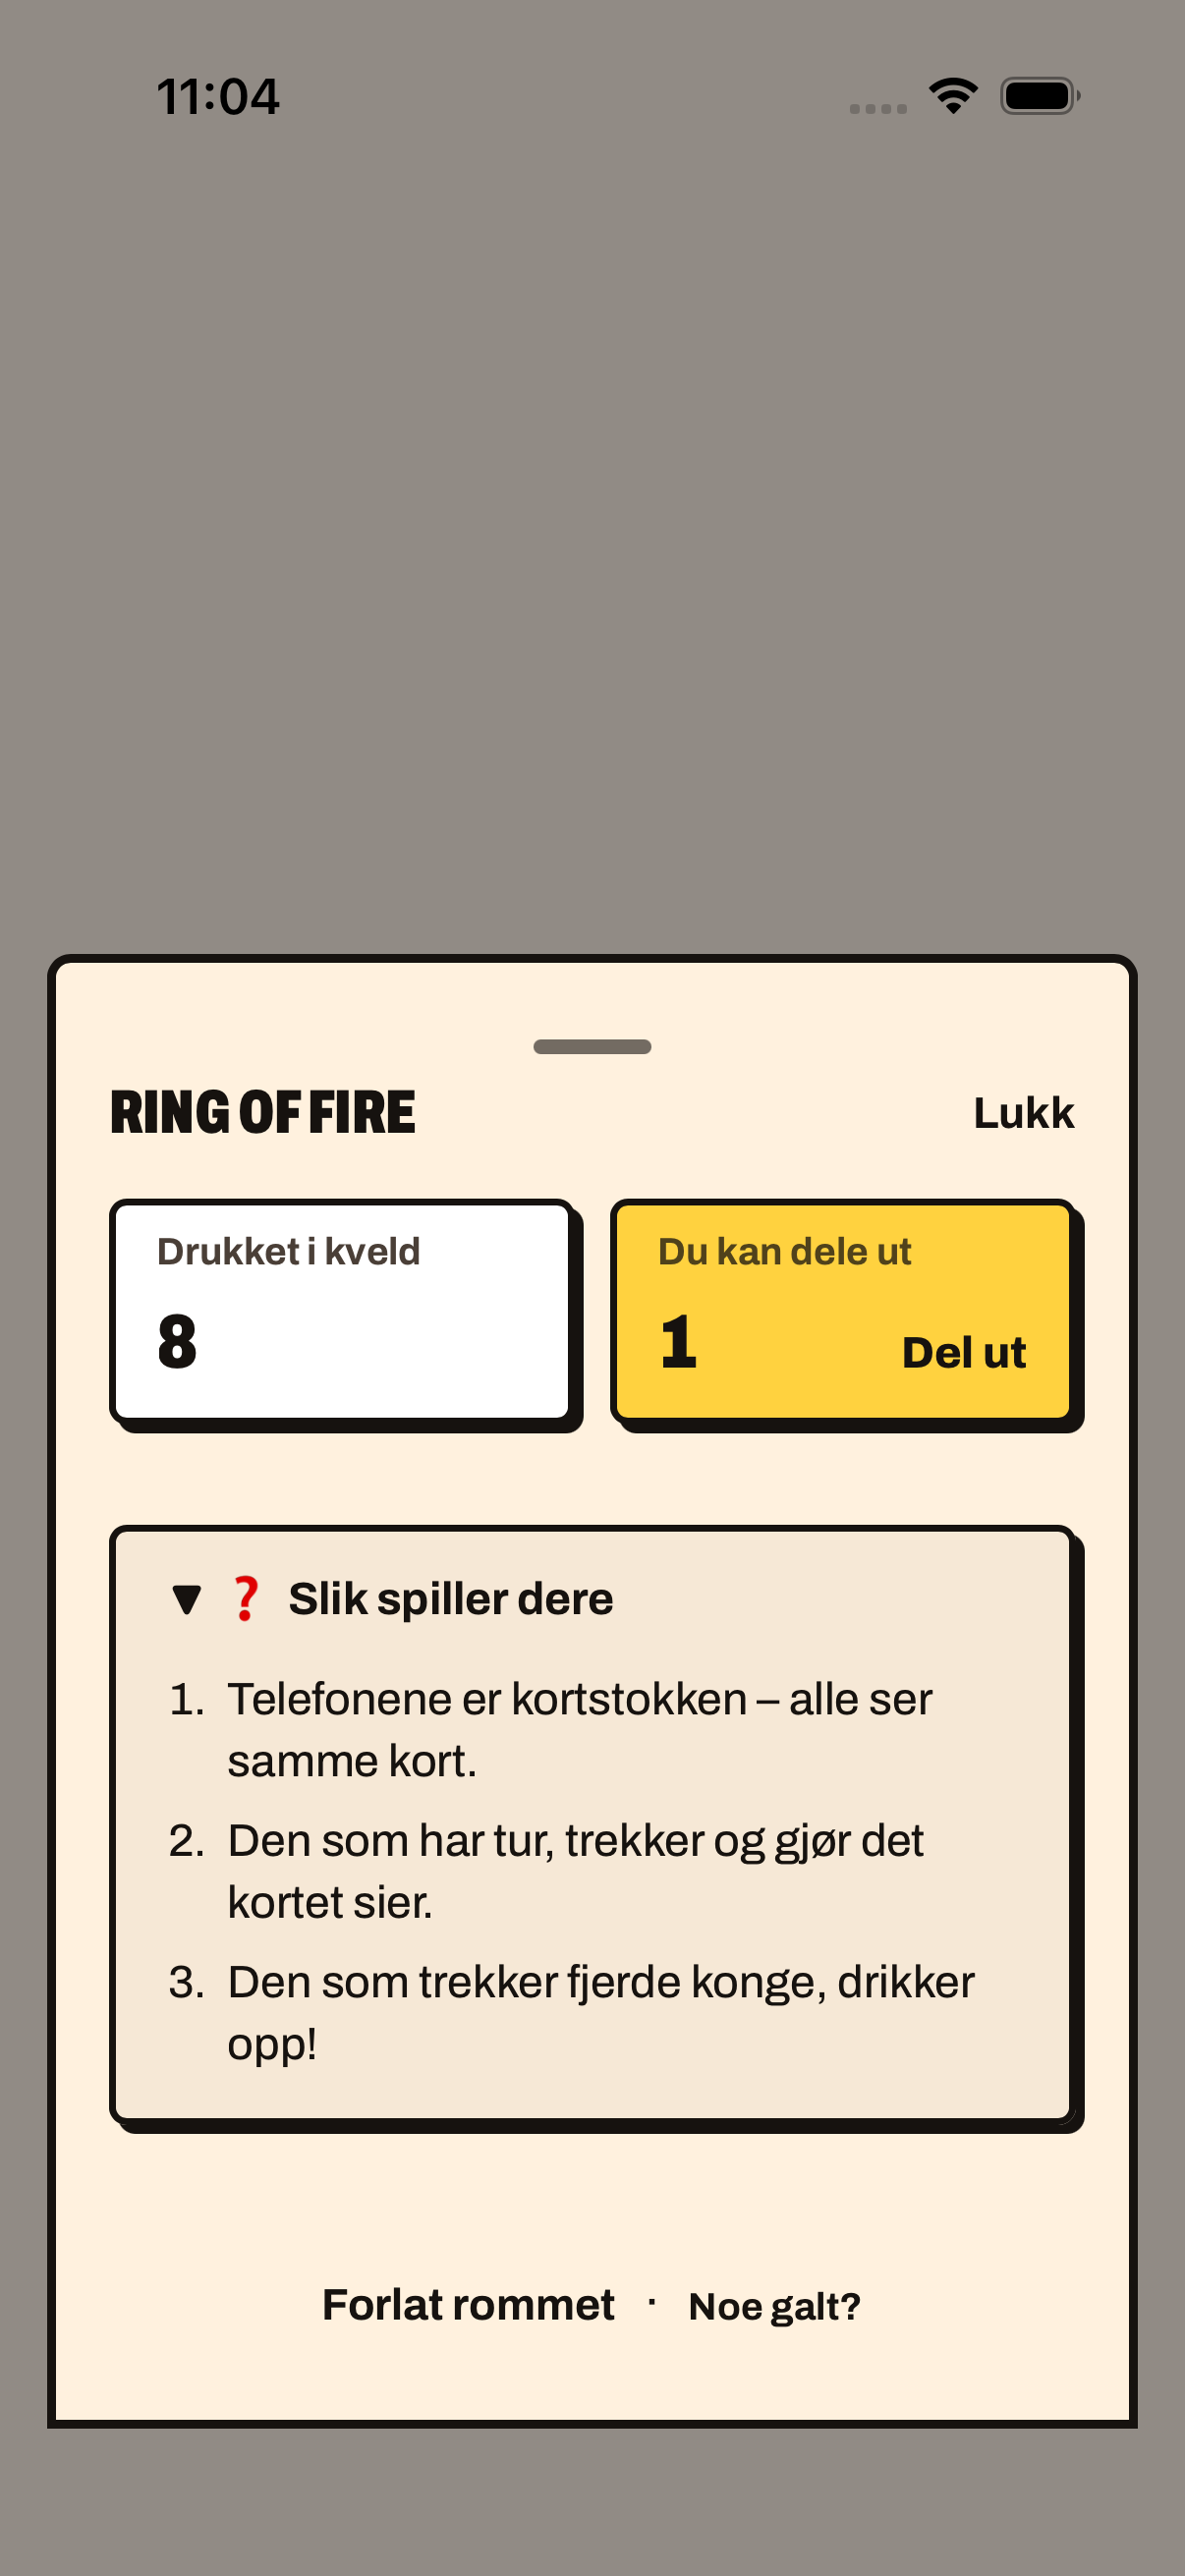 11:04
RING OF FIRE
Lukk
Drukket i kveld
8
Du kan dele ut
1
Del ut
▼ ❓ Slik spiller dere
1. Telefonene er kortstokken – alle ser
samme kort.
2. Den som har tur, trekker og gjør det
kortet sier.
3. Den som trekker fjerde konge, drikker
opp!
Forlat rommet · Noe galt?